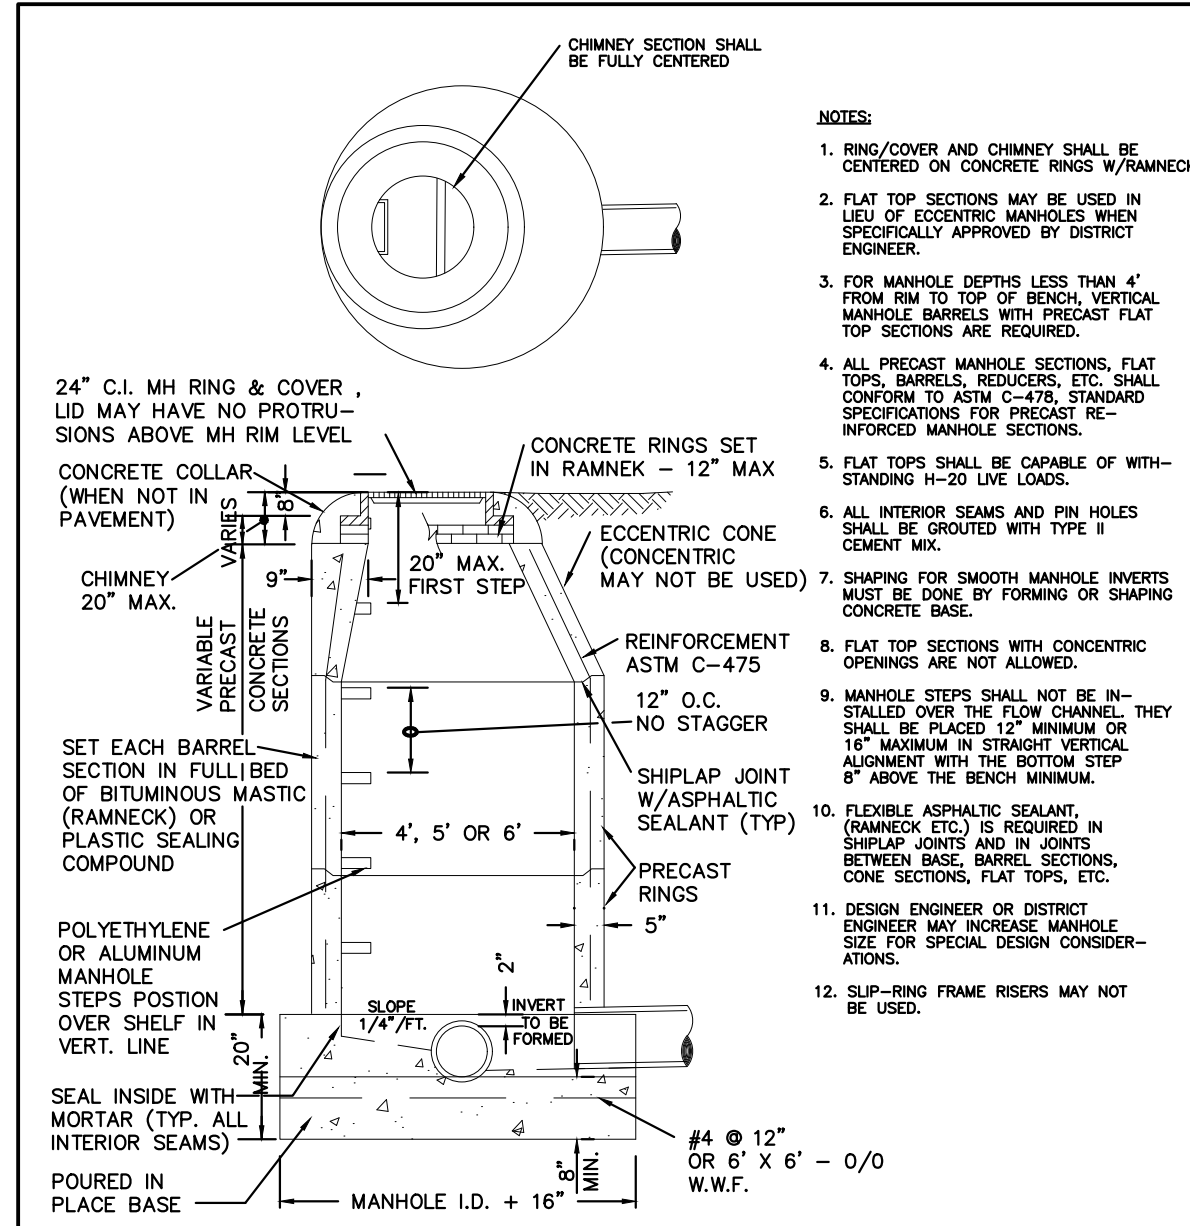 CHIMNEY SECTION SHALL
BE FULLY CENTERED
NOTES:
1. RING/COVER AND CHIMNEY SHALL BE
CENTERED ON CONCRETE RINGS W/RAMNECK
2. FLAT TOP SECTIONS MAY BE USED IN
LIEU OF ECCENTRIC MANHOLES WHEN
SPECIFICALLY APPROVED BY DISTRICT
ENGINEER.
3. FOR MANHOLE DEPTHS LESS THAN 4'
FROM RIM TO TOP OF BENCH, VERTICAL
MANHOLE BARRELS WITH PRECAST FLAT
TOP SECTIONS ARE REQUIRED.
4. ALL PRECAST MANHOLE SECTIONS, FLAT
TOPS, BARRELS, REDUCERS, ETC. SHALL
CONFORM TO ASTM C-478, STANDARD
SPECIFICATIONS FOR PRECAST RE-
INFORCED MANHOLE SECTIONS.
5. FLAT TOPS SHALL BE CAPABLE OF WITH-
STANDING H-20 LIVE LOADS.
6. ALL INTERIOR SEAMS AND PIN HOLES
SHALL BE GROUTED WITH TYPE II
CEMENT MIX.
7. SHAPING FOR SMOOTH MANHOLE INVERTS
MUST BE DONE BY FORMING OR SHAPING
CONCRETE BASE.
8. FLAT TOP SECTIONS WITH CONCENTRIC
OPENINGS ARE NOT ALLOWED.
9. MANHOLE STEPS SHALL NOT BE IN-
STALLED OVER THE FLOW CHANNEL. THEY
SHALL BE PLACED 12" MINIMUM OR
16" MAXIMUM IN STRAIGHT VERTICAL
ALIGNMENT WITH THE BOTTOM STEP
8" ABOVE THE BENCH MINIMUM.
10. FLEXIBLE ASPHALTIC SEALANT,
(RAMNECK ETC.) IS REQUIRED IN
SHIPLAP JOINTS AND IN JOINTS
BETWEEN BASE, BARREL SECTIONS,
CONE SECTIONS, FLAT TOPS, ETC.
11. DESIGN ENGINEER OR DISTRICT
ENGINEER MAY INCREASE MANHOLE
SIZE FOR SPECIAL DESIGN CONSIDER-
ATIONS.
12. SLIP-RING FRAME RISERS MAY NOT
BE USED.
24" C.I. MH RING & COVER ,
LID MAY HAVE NO PROTRU-
SIONS ABOVE MH RIM LEVEL
CONCRETE COLLAR
(WHEN NOT IN
PAVEMENT)
8"
VARIES
CHIMNEY
20" MAX.
9"
20" MAX.
FIRST STEP
CONCRETE RINGS SET
IN RAMNEK - 12" MAX
ECCENTRIC CONE
(CONCENTRIC
MAY NOT BE USED)
REINFORCEMENT
ASTM C-475
VARIABLE
PRECAST
CONCRETE
SECTIONS
12" O.C.
NO STAGGER
SET EACH BARREL
SECTION IN FULL BED
OF BITUMINOUS MASTIC
(RAMNECK) OR
PLASTIC SEALING
COMPOUND
SHIPLAP JOINT
W/ASPHALTIC
SEALANT (TYP)
4', 5' OR 6'
PRECAST
RINGS
5"
POLYETHYLENE
OR ALUMINUM
MANHOLE
STEPS POSTION
OVER SHELF IN
VERT. LINE
2"
SLOPE
1/4"/FT.
INVERT
TO BE
FORMED
20"
MIN.
SEAL INSIDE WITH
MORTAR (TYP. ALL
INTERIOR SEAMS)
POURED IN
PLACE BASE
8"
MIN.
MANHOLE I.D. + 16"
#4 @ 12"
OR 6' X 6' - 0/0
W.W.F.